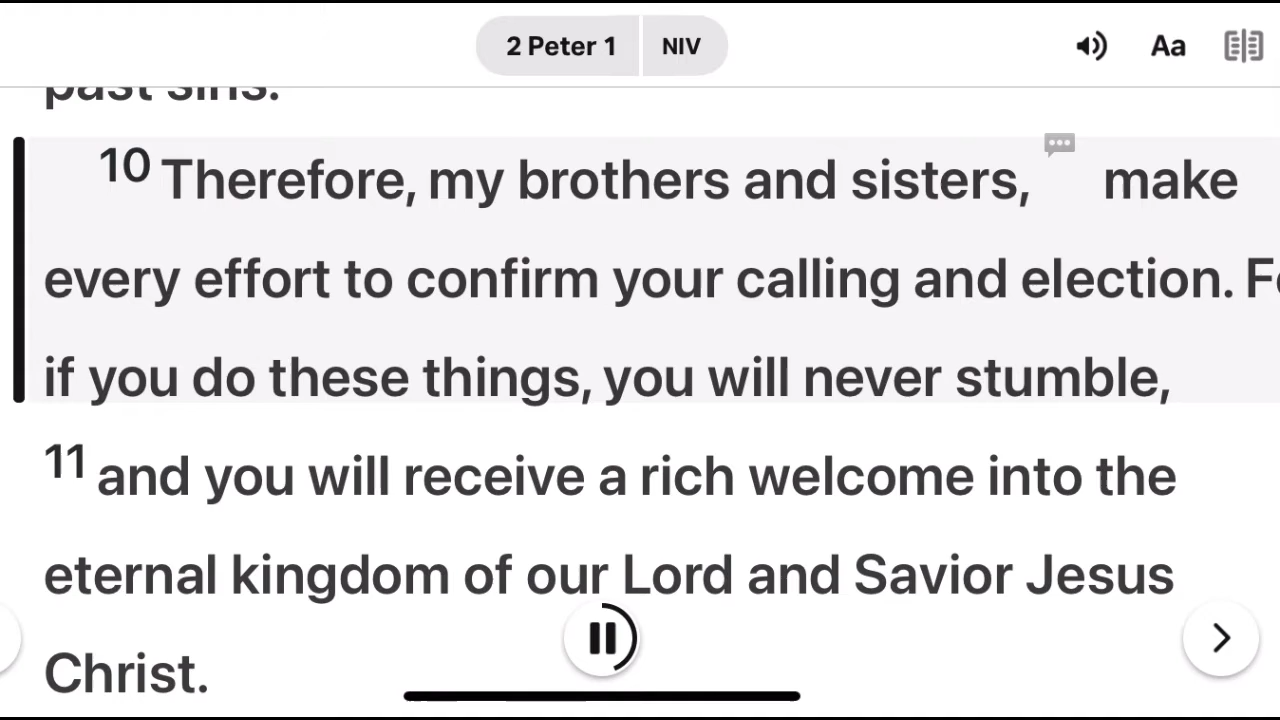 2 Peter 1 NIV Aa
past sins.
10 Therefore, my brothers and sisters, make
every effort to confirm your calling and election.
if you do these things, you will never stumble,
11 and you will receive a rich welcome into the
eternal kingdom of our Lord and Savior Jesus
Christ.